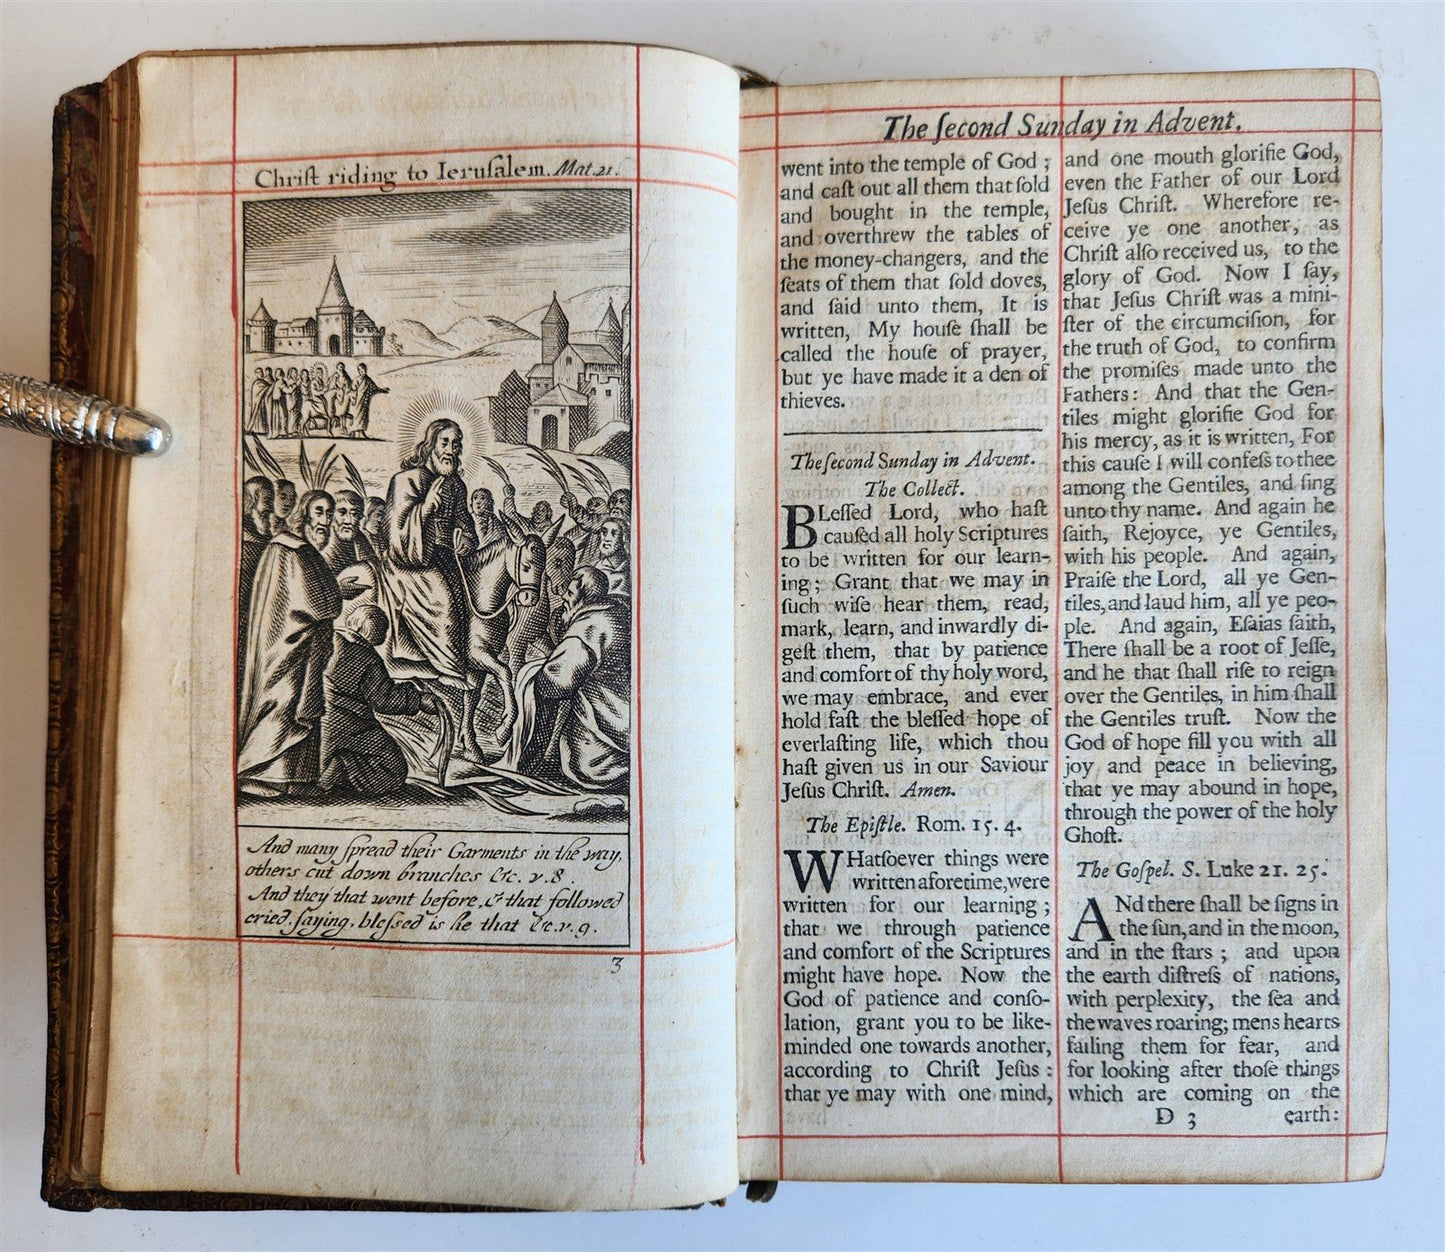 Chriſt riding to Ieruſalem. Mat. 21.
And many ſpread their Garments in the way,
others cut down branches &c. v. 8
And they that went before, & that followed
cried, ſaying, bleſsed is he that &c. v. 9.
3
The ſecond Sunday in Advent.
went into the temple of God ;
and caſt out all them that ſold
and bought in the temple,
and overthrew the tables of
the money-changers, and the
ſeats of them that ſold doves,
and ſaid unto them, It is
written, My houſe ſhall be
called the houſe of prayer,
but ye have made it a den of
thieves.
The ſecond Sunday in Advent.
The Collect.
BLeſſed Lord, who haſt
cauſed all holy Scriptures
to be written for our learn-
ing ; Grant that we may in
ſuch wiſe hear them, read,
mark, learn, and inwardly di-
geſt them, that by patience
and comfort of thy holy word,
we may embrace, and ever
hold faſt the bleſſed hope of
everlaſting life, which thou
haſt given us in our Saviour
Jeſus Chriſt. Amen.
The Epiſtle. Rom. 15. 4.
WHatſoever things were
written aforetime, were
written for our learning ;
that we through patience
and comfort of the Scriptures
might have hope. Now the
God of patience and conſo-
lation, grant you to be like-
minded one towards another,
according to Chriſt Jeſus :
that ye may with one mind,
and one mouth glorifie God,
even the Father of our Lord
Jeſus Chriſt. Wherefore re-
ceive ye one another, as
Chriſt alſo received us, to the
glory of God. Now I ſay,
that Jeſus Chriſt was a mini-
ſter of the circumciſion, for
the truth of God, to confirm
the promiſes made unto the
Fathers: And that the Gen-
tiles might glorifie God for
his mercy, as it is written, For
this cauſe I will confeſs to thee
among the Gentiles, and ſing
unto thy name. And again he
ſaith, Rejoyce, ye Gentiles,
with his people. And again,
Praiſe the Lord, all ye Gen-
tiles, and laud him, all ye peo-
ple. And again, Eſaias ſaith,
There ſhall be a root of Jeſſe,
and he that ſhall riſe to reign
over the Gentiles, in him ſhall
the Gentiles truſt. Now the
God of hope fill you with all
joy and peace in believing,
that ye may abound in hope,
through the power of the holy
Ghoſt.
The Goſpel. S. Luke 21. 25.
ANd there ſhall be ſigns in
the ſun, and in the moon,
and in the ſtars ; and upon
the earth diſtreſs of nations,
with perplexity, the ſea and
the waves roaring; mens hearts
failing them for fear, and
for looking after thoſe things
which are coming on the
D 3 earth: